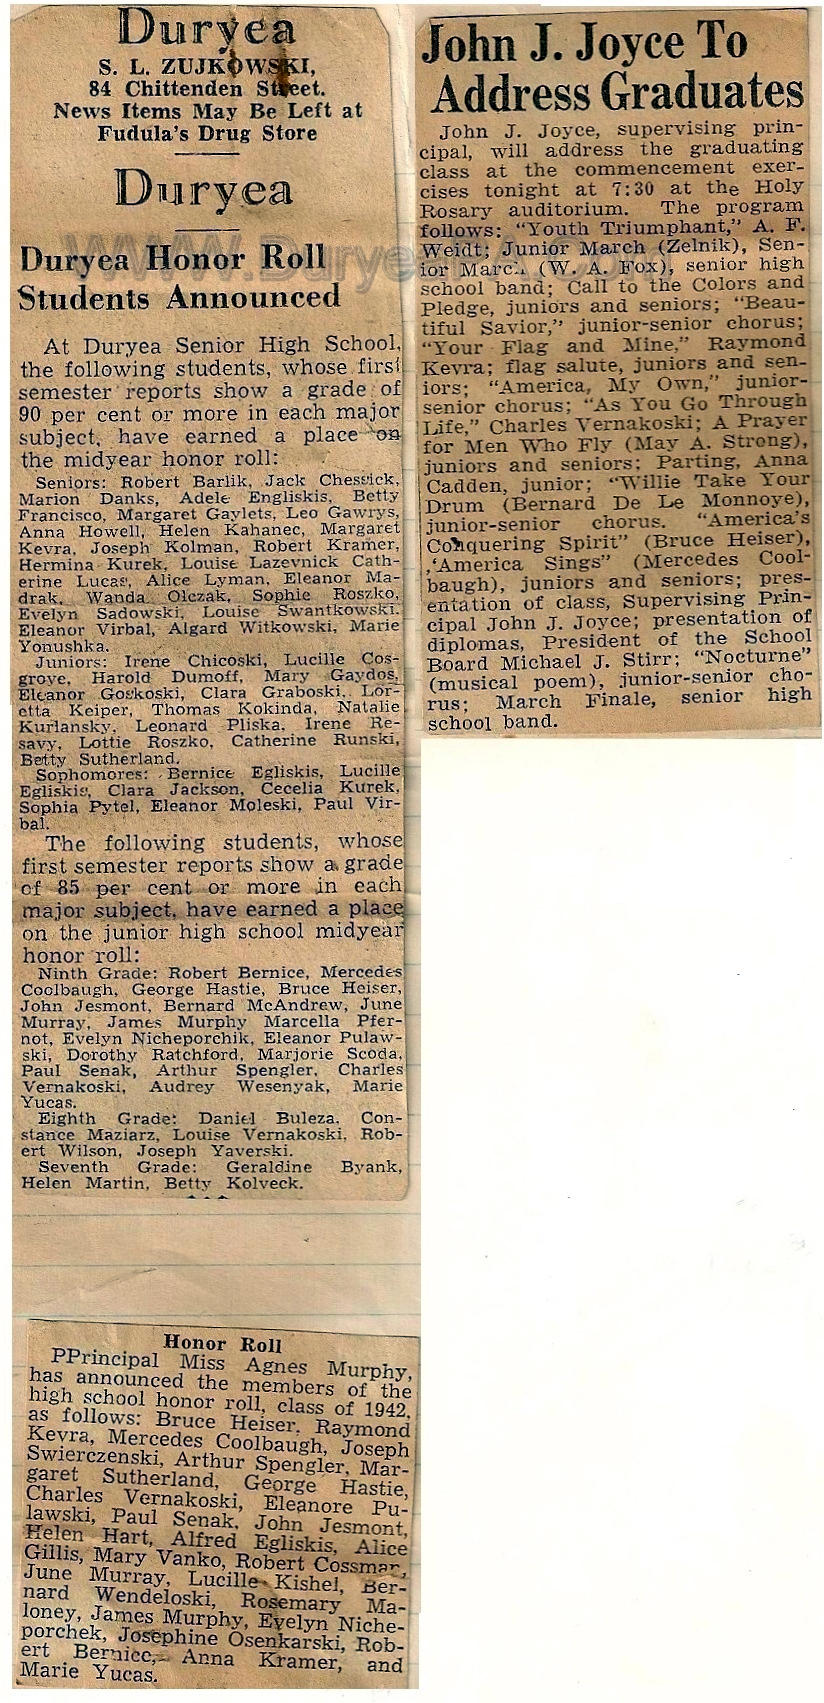 Duryea
S. L. ZUJKOWSKI,
84 Chittenden Street.
News Items May Be Left at
Fudula's Drug Store
Duryea
Duryea Honor Roll
Students Announced
At Duryea Senior High School,
the following students, whose first
semester reports show a grade of
90 per cent or more in each major
subject, have earned a place on
the midyear honor roll:
Seniors: Robert Barlik, Jack Chessick,
Marion Danks, Adele Engliskis, Betty
Francisco, Margaret Gaylets, Leo Gawrys,
Anna Howell, Helen Kahanec, Margaret
Kevra, Joseph Kolman, Robert Kramer,
Hermina Kurek, Louise Lazevnick Cath-
erine Lucas, Alice Lyman, Eleanor Ma-
drak, Wanda Olczak, Sophie Roszko,
Evelyn Sadowski, Louise Swantkowski.
Eleanor Virbal, Algard Witkowski, Marie
Yonushka.
Juniors: Irene Chicoski, Lucille Cos-
grove, Harold Dumoff, Mary Gaydos,
Eleanor Goskoski, Clara Graboski, Lor-
etta Keiper, Thomas Kokinda, Natalie
Kurlansky, Leonard Pliska, Irene Re-
savy, Lottie Roszko, Catherine Runski,
Betty Sutherland.
Sophomores: Bernice Egliskis, Lucille
Egliskis, Clara Jackson, Cecelia Kurek,
Sophia Pytel, Eleanor Moleski, Paul Vir-
bal.
The following students, whose
first semester reports show a grade
of 85 per cent or more in each
major subject, have earned a place
on the junior high school midyear
honor roll:
Ninth Grade: Robert Bernice, Mercedes
Coolbaugh, George Hastie, Bruce Heiser,
John Jesmont, Bernard McAndrew, June
Murray, James Murphy Marcella Pfer-
not, Evelyn Nicheporchik, Eleanor Pulaw-
ski, Dorothy Ratchford, Marjorie Scoda,
Paul Senak, Arthur Spengler, Charles
Vernakoski, Audrey Wesenyak, Marie
Yucas.
Eighth Grade: Daniel Buleza, Con-
stance Maziarz, Louise Vernakoski, Rob-
ert Wilson, Joseph Yaverski.
Seventh Grade: Geraldine Byank,
Helen Martin, Betty Kolveck.
Honor Roll
PPrincipal Miss Agnes Murphy,
has announced the members of the
high school honor roll, class of 1942,
as follows: Bruce Heiser, Raymond
Kevra, Mercedes Coolbaugh, Joseph
Swierczenski, Arthur Spengler, Mar-
garet Sutherland, George Hastie,
Charles Vernakoski, Eleanore Pu-
lawski, Paul Senak, John Jesmont,
Helen Hart, Alfred Egliskis, Alice
Gillis, Mary Vanko, Robert Cossman,
June Murray, Lucille Kishel, Ber-
nard Wendeloski, Rosemary Ma-
loney, James Murphy, Evelyn Niche-
porchek, Josephine Osenkarski, Rob-
ert Bernice, Anna Kramer, and
Marie Yucas.
John J. Joyce To
Address Graduates
John J. Joyce, supervising prin-
cipal, will address the graduating
class at the commencement exer-
cises tonight at 7:30 at the Holy
Rosary auditorium. The program
follows: "Youth Triumphant," A. F.
Weidt; Junior March (Zelnik), Sen-
ior March (W. A. Fox), senior high
school band; Call to the Colors and
Pledge, juniors and seniors; "Beau-
tiful Savior," junior-senior chorus;
"Your Flag and Mine," Raymond
Kevra; flag salute, juniors and sen-
iors; "America, My Own," junior-
senior chorus; "As You Go Through
Life," Charles Vernakoski; A Prayer
for Men Who Fly (May A. Strong),
juniors and seniors; Parting, Anna
Cadden, junior; "Willie Take Your
Drum (Bernard De Le Monnoye),
junior-senior chorus. "America's
Conquering Spirit" (Bruce Heiser),
,'America Sings" (Mercedes Cool-
baugh), juniors and seniors; pres-
entation of class, Supervising Prin-
cipal John J. Joyce; presentation of
diplomas, President of the School
Board Michael J. Stirr; "Nocturne"
(musical poem), junior-senior cho-
rus; March Finale, senior high
school band.
www.DuryeaPA.com